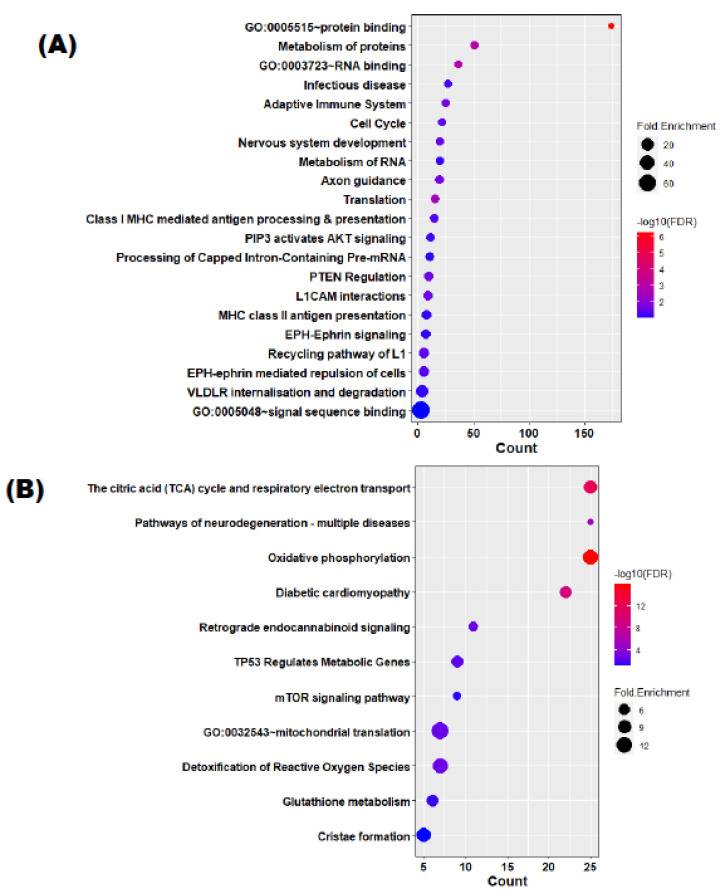 (A)
GO:0005515~protein binding
Metabolism of proteins
GO:0003723~RNA binding
Infectious disease
Adaptive Immune System
Cell Cycle
Nervous system development
Metabolism of RNA
Axon guidance
Translation
Class I MHC mediated antigen processing & presentation
PIP3 activates AKT signaling
Processing of Capped Intron-Containing Pre-mRNA
PTEN Regulation
L1CAM interactions
MHC class II antigen presentation
EPH-Ephrin signaling
Recycling pathway of L1
EPH-ephrin mediated repulsion of cells
VLDLR internalisation and degradation
GO:0005048~signal sequence binding
0 50 100 150
Count
Fold.Enrichment
20
40
60
-log10(FDR)
6
5
4
3
2
(B)
The citric acid (TCA) cycle and respiratory electron transport
Pathways of neurodegeneration - multiple diseases
Oxidative phosphorylation
Diabetic cardiomyopathy
Retrograde endocannabinoid signaling
TP53 Regulates Metabolic Genes
mTOR signaling pathway
GO:0032543~mitochondrial translation
Detoxification of Reactive Oxygen Species
Glutathione metabolism
Cristae formation
5 10 15 20 25
Count
-log10(FDR)
12
8
4
Fold.Enrichment
6
9
12